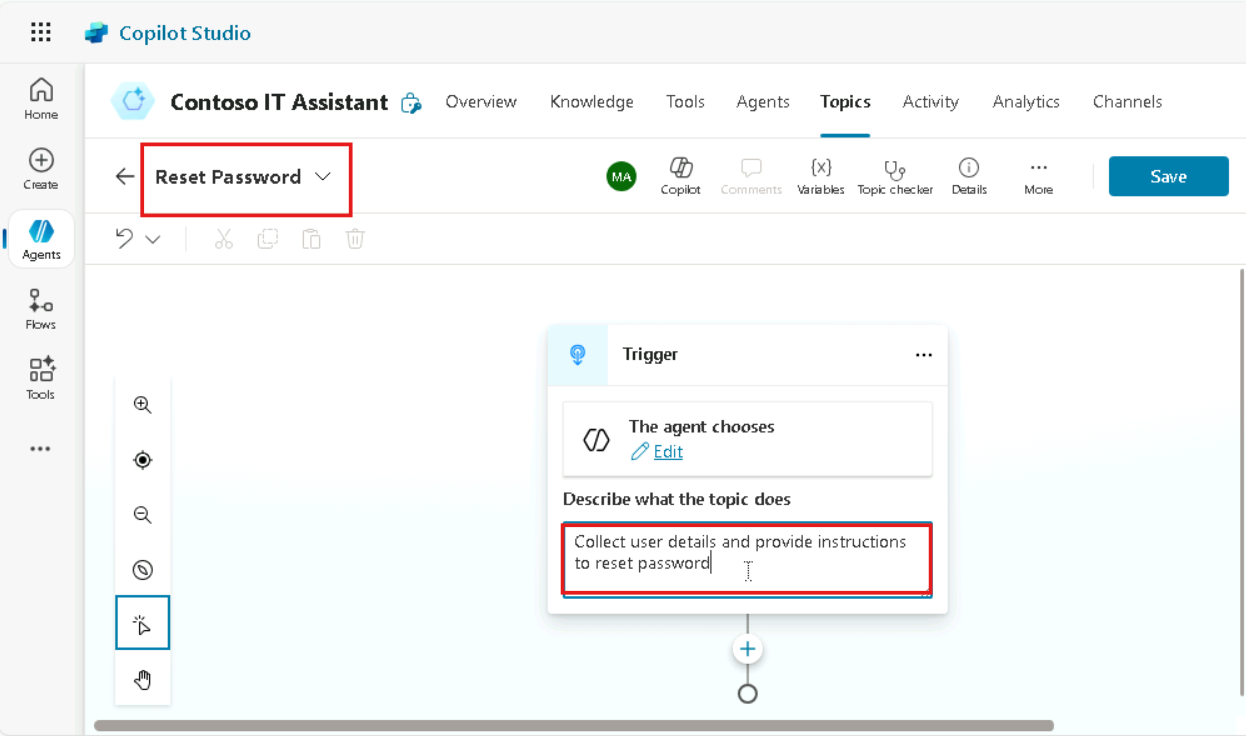 Copilot Studio
Home
Create
Agents
Flows
Tools
Contoso IT Assistant
Overview
Knowledge
Tools
Agents
Topics
Activity
Analytics
Channels
Reset Password
MA
Copilot
Comments
{x}
Variables
Topic checker
Details
More
Save
Trigger
The agent chooses
Edit
Describe what the topic does
Collect user details and provide instructions
to reset password